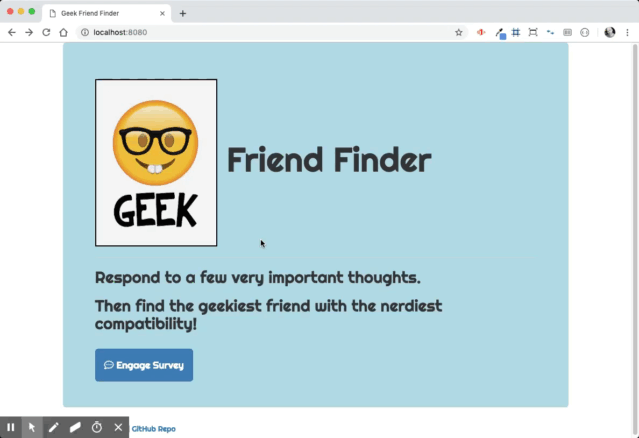 Geek Friend Finder
localhost:8080
GEEK
Friend Finder
Respond to a few very important thoughts.
Then find the geekiest friend with the nerdiest
compatibility!
Engage Survey
GitHub Repo